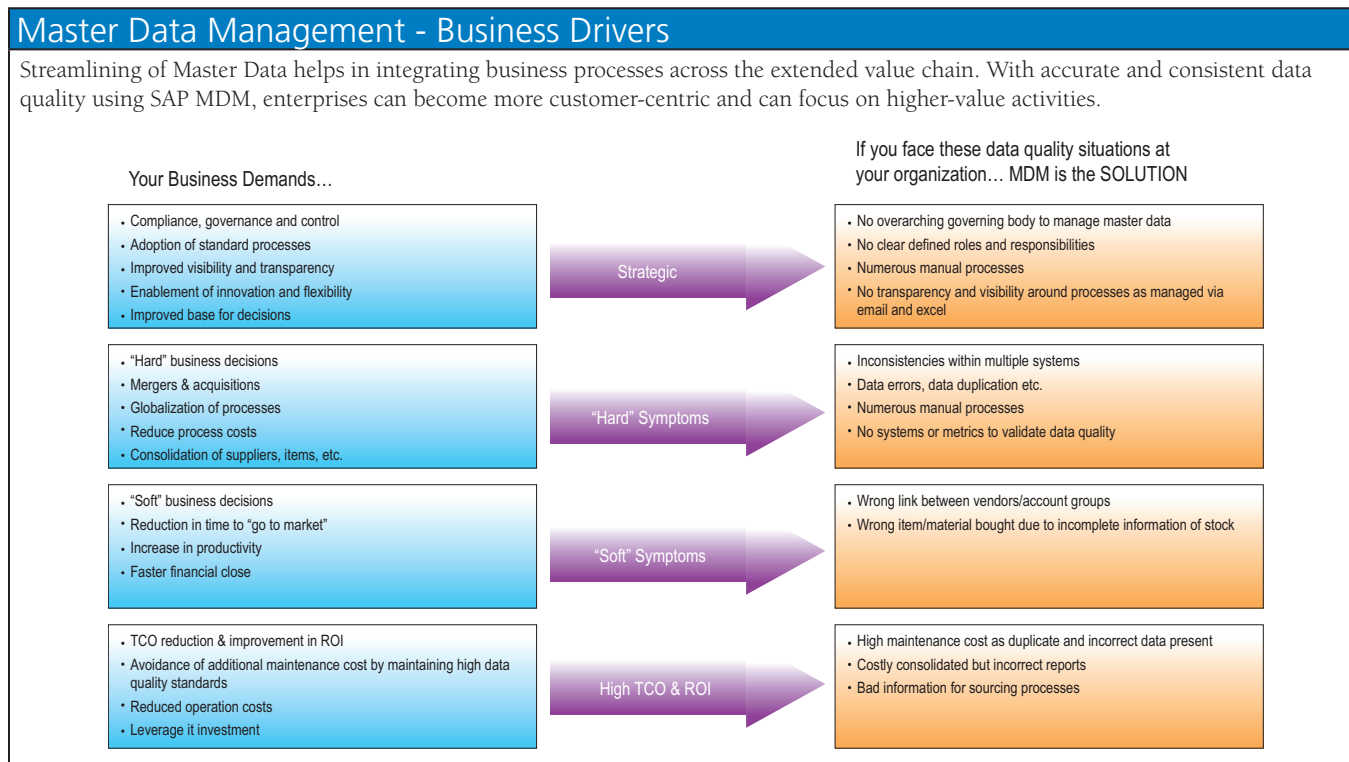 Master Data Management - Business Drivers
Streamlining of Master Data helps in integrating business processes across the extended value chain. With accurate and consistent data
quality using SAP MDM, enterprises can become more customer-centric and can focus on higher-value activities.
Your Business Demands…
If you face these data quality situations at
your organization… MDM is the SOLUTION
• Compliance, governance and control
• Adoption of standard processes
• Improved visibility and transparency
• Enablement of innovation and flexibility
• Improved base for decisions
Strategic
• No overarching governing body to manage master data
• No clear defined roles and responsibilities
• Numerous manual processes
• No transparency and visibility around processes as managed via
email and excel
• “Hard” business decisions
• Mergers & acquisitions
• Globalization of processes
• Reduce process costs
• Consolidation of suppliers, items, etc.
“Hard” Symptoms
• Inconsistencies within multiple systems
• Data errors, data duplication etc.
• Numerous manual processes
• No systems or metrics to validate data quality
• “Soft” business decisions
• Reduction in time to “go to market”
• Increase in productivity
• Faster financial close
“Soft” Symptoms
• Wrong link between vendors/account groups
• Wrong item/material bought due to incomplete information of stock
• TCO reduction & improvement in ROI
• Avoidance of additional maintenance cost by maintaining high data
quality standards
• Reduced operation costs
• Leverage it investment
High TCO & ROI
• High maintenance cost as duplicate and incorrect data present
• Costly consolidated but incorrect reports
• Bad information for sourcing processes